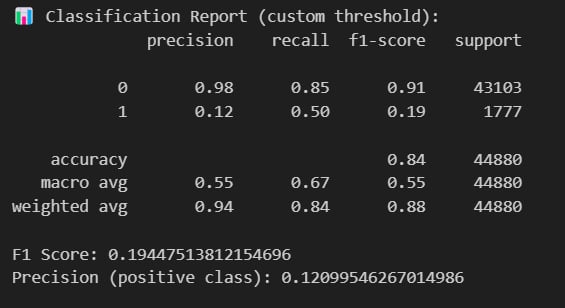 📊 Classification Report (custom threshold):
precision recall f1-score support
0 0.98 0.85 0.91 43103
1 0.12 0.50 0.19 1777
accuracy 0.84 44880
macro avg 0.55 0.67 0.55 44880
weighted avg 0.94 0.84 0.88 44880
F1 Score: 0.19447513812154696
Precision (positive class): 0.12099546267014986